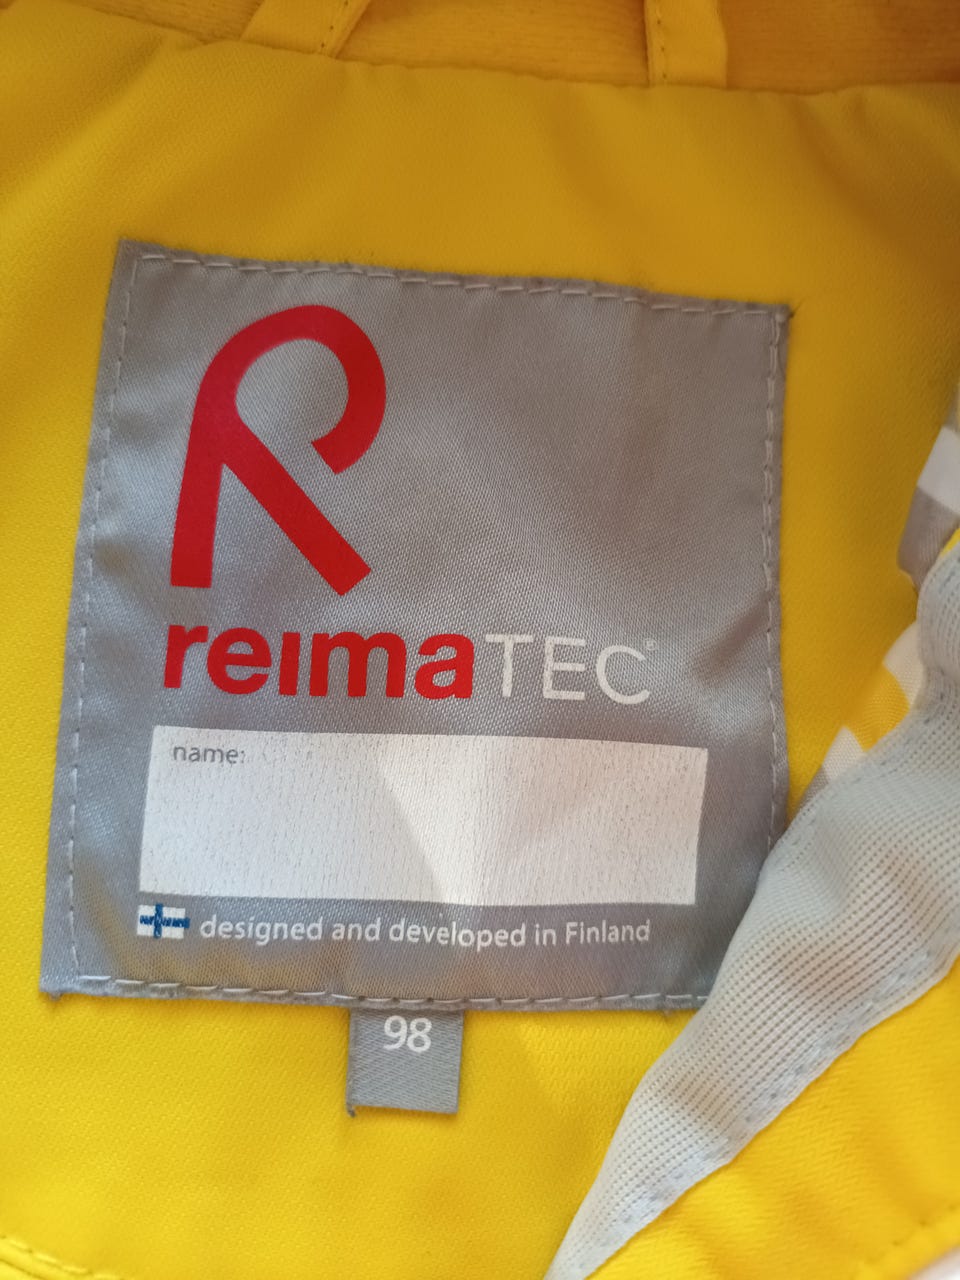 reimaTEC®
name:
designed and developed in Finland
98